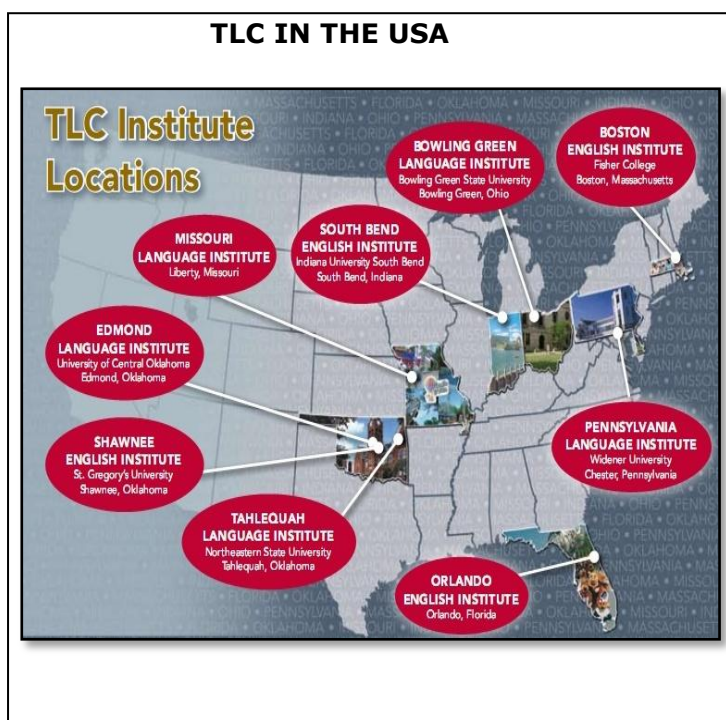 TLC IN THE USA
TLC Institute
Locations
BOWLING GREEN
LANGUAGE INSTITUTE
Bowling Green State University
Bowling Green, Ohio
BOSTON
ENGLISH INSTITUTE
Fisher College
Boston, Massachusetts
MISSOURI
LANGUAGE INSTITUTE
Liberty, Missouri
SOUTH BEND
ENGLISH INSTITUTE
Indiana University South Bend
South Bend, Indiana
EDMOND
LANGUAGE INSTITUTE
University of Central Oklahoma
Edmond, Oklahoma
SHAWNEE
ENGLISH INSTITUTE
St. Gregory's University
Shawnee, Oklahoma
PENNSYLVANIA
LANGUAGE INSTITUTE
Widener University
Chester, Pennsylvania
TAHLEQUAH
LANGUAGE INSTITUTE
Northeastern State University
Tahlequah, Oklahoma
ORLANDO
ENGLISH INSTITUTE
Orlando, Florida